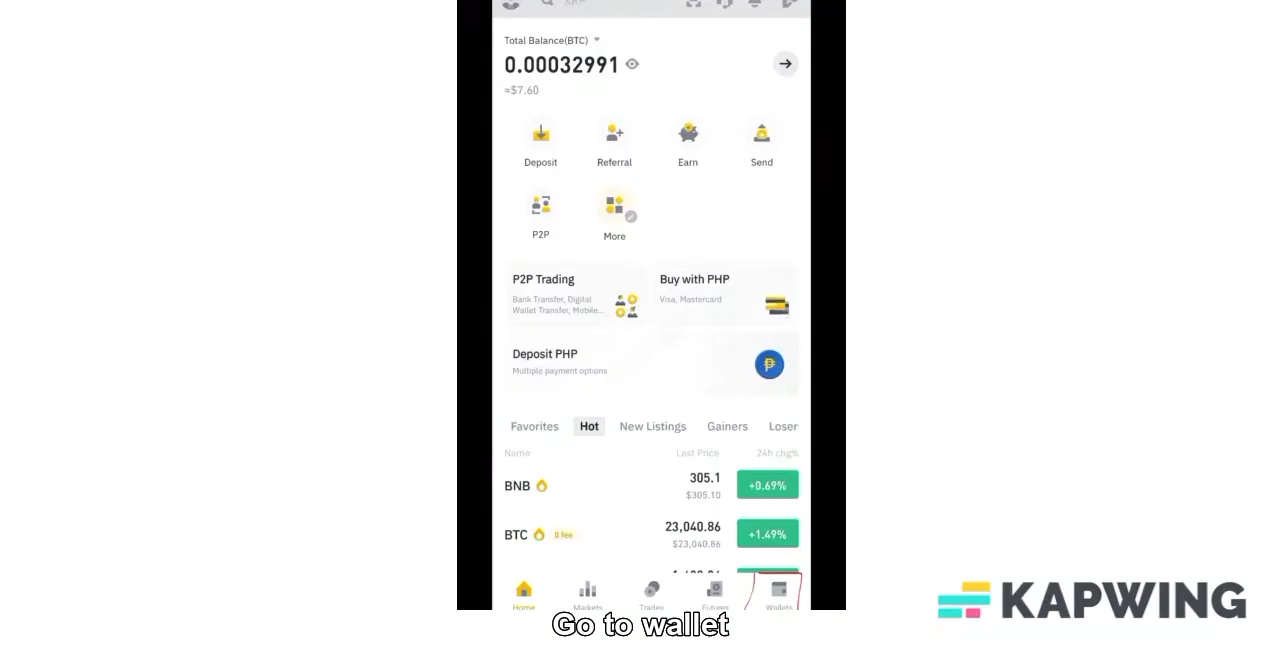 XRP
Total Balance(BTC)
0.00032991
≈$7.60
Deposit
Referral
Earn
Send
P2P
More
P2P Trading
Bank Transfer, Digital
Wallet Transfer, Mobile...
Buy with PHP
Visa, Mastercard
Deposit PHP
Multiple payment options
Favorites Hot New Listings Gainers Loser
Name Last Price 24h chg%
BNB 305.1 +0.69%
$305.10
BTC 0 fee 23,040.86 +1.49%
$23,040.86
Home Markets Trades Futures Wallets
Go to wallet
KAPWING